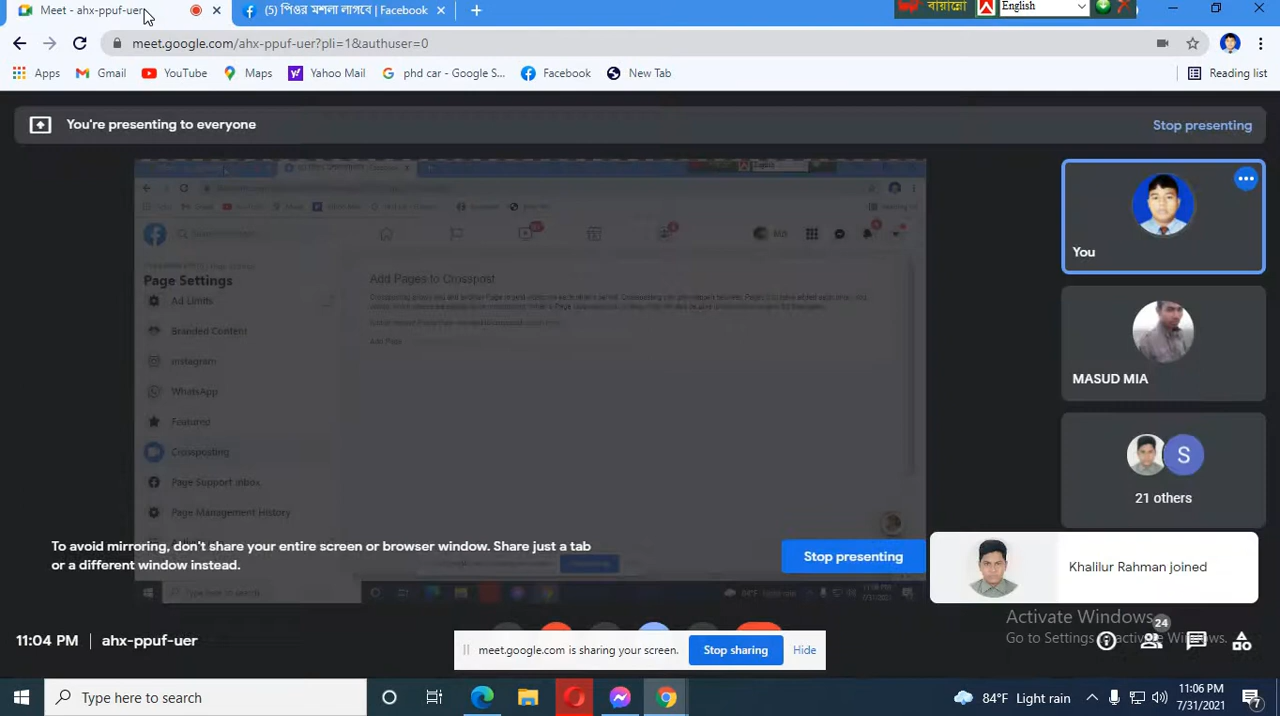 Meet - ahx-ppuf-uer
(5) পিওর মশলা লাসবে | Facebook
বায়ান্নো
English
meet.google.com/ahx-ppuf-uer?pli=1&authuser=0
Apps
Gmail
YouTube
Maps
Yahoo Mail
phd car - Google S...
Facebook
New Tab
Reading list
You're presenting to everyone
Stop presenting
Add Pages to Crosspost
Page Settings
Ad Limits
Branded Content
Instagram
WhatsApp
Featured
Crossposting
Page Support Inbox
Page Management History
Add Page
You
MASUD MIA
S
21 others
To avoid mirroring, don't share your entire screen or browser window. Share just a tab
or a different window instead.
Stop presenting
Khalilur Rahman joined
Activate Windows
Go to Settings to activate Windows.
11:04 PM | ahx-ppuf-uer
24
meet.google.com is sharing your screen.
Stop sharing
Hide
Type here to search
84°F Light rain
11:06 PM
7/31/2021
7